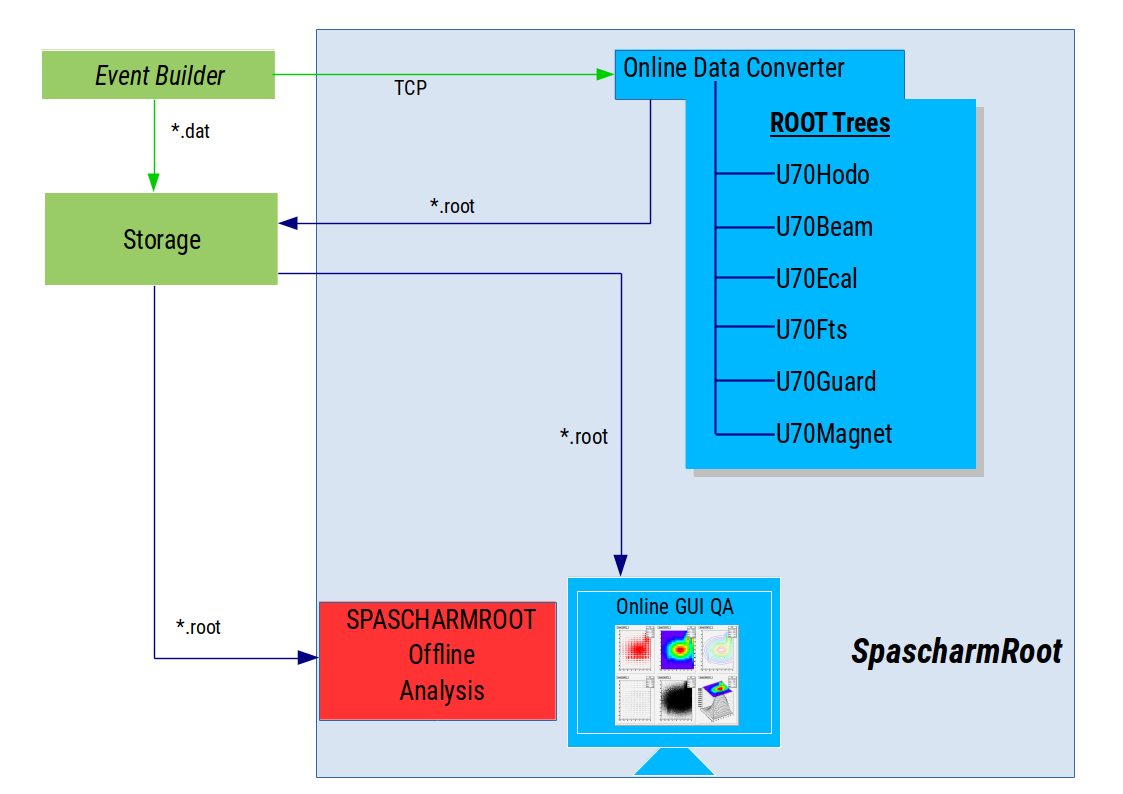 Event Builder
TCP
Online Data Converter
*.dat
ROOT Trees
U70Hodo
*.root
U70Beam
Storage
U70Ecal
U70Fts
U70Guard
*.root
U70Magnet
*.root
SPASCHARMROOT
Offline
Analysis
Online GUI QA
SpascharmRoot